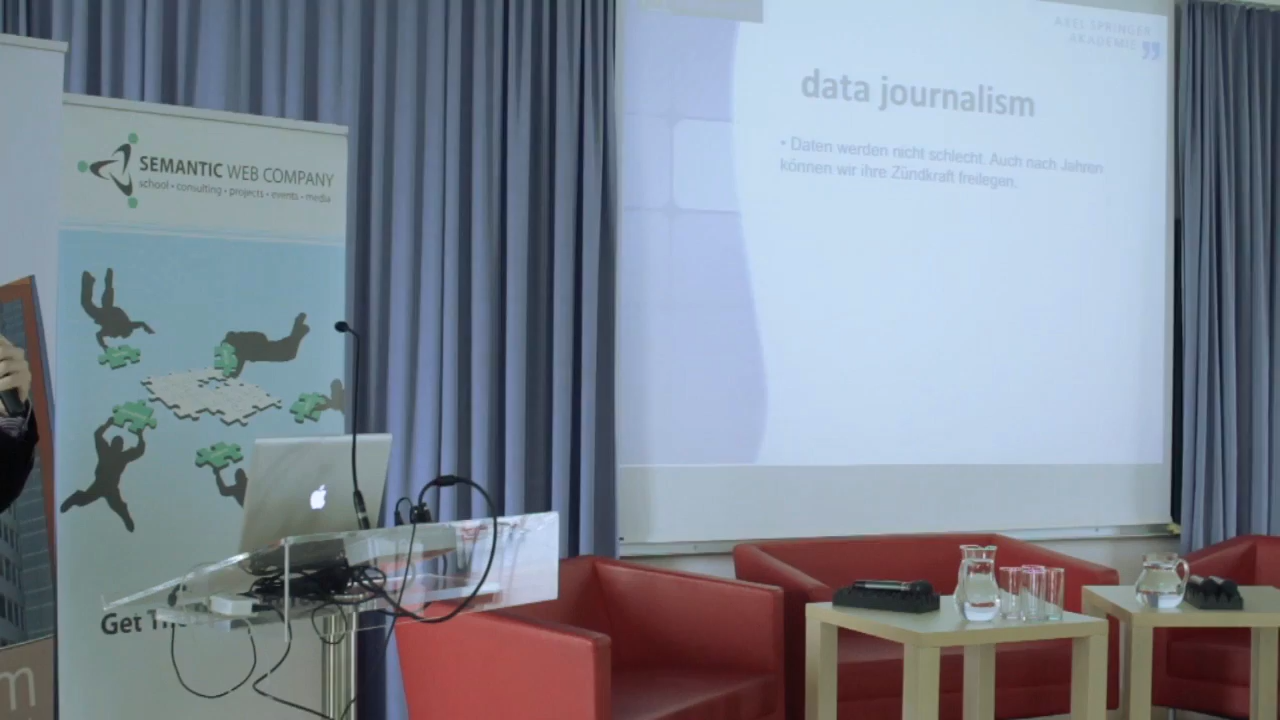 SEMANTIC WEB COMPANY
school • consulting • projects • events • media
Get
m
AXEL SPRINGER
AKADEMIE
data journalism
• Daten werden nicht schlecht. Auch nach Jahren
können wir ihre Zündkraft freilegen.